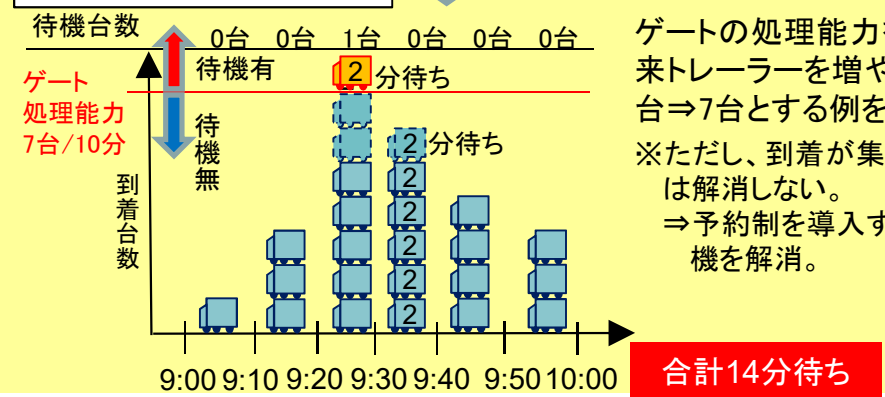 待機台数
0台 0台 1台 0台 0台 0台
待機有
2 分待ち
ゲート
処理能力
7台/10分
待機無
2 分待ち
2
2
2
2
2
到着台数
9:00 9:10 9:20 9:30 9:40 9:50 10:00
ゲートの処理能力
来トレーラーを増や
台⇒7台とする例を
※ただし、到着が集
は解消しない。
⇒予約制を導入す
機を解消。
合計14分待ち